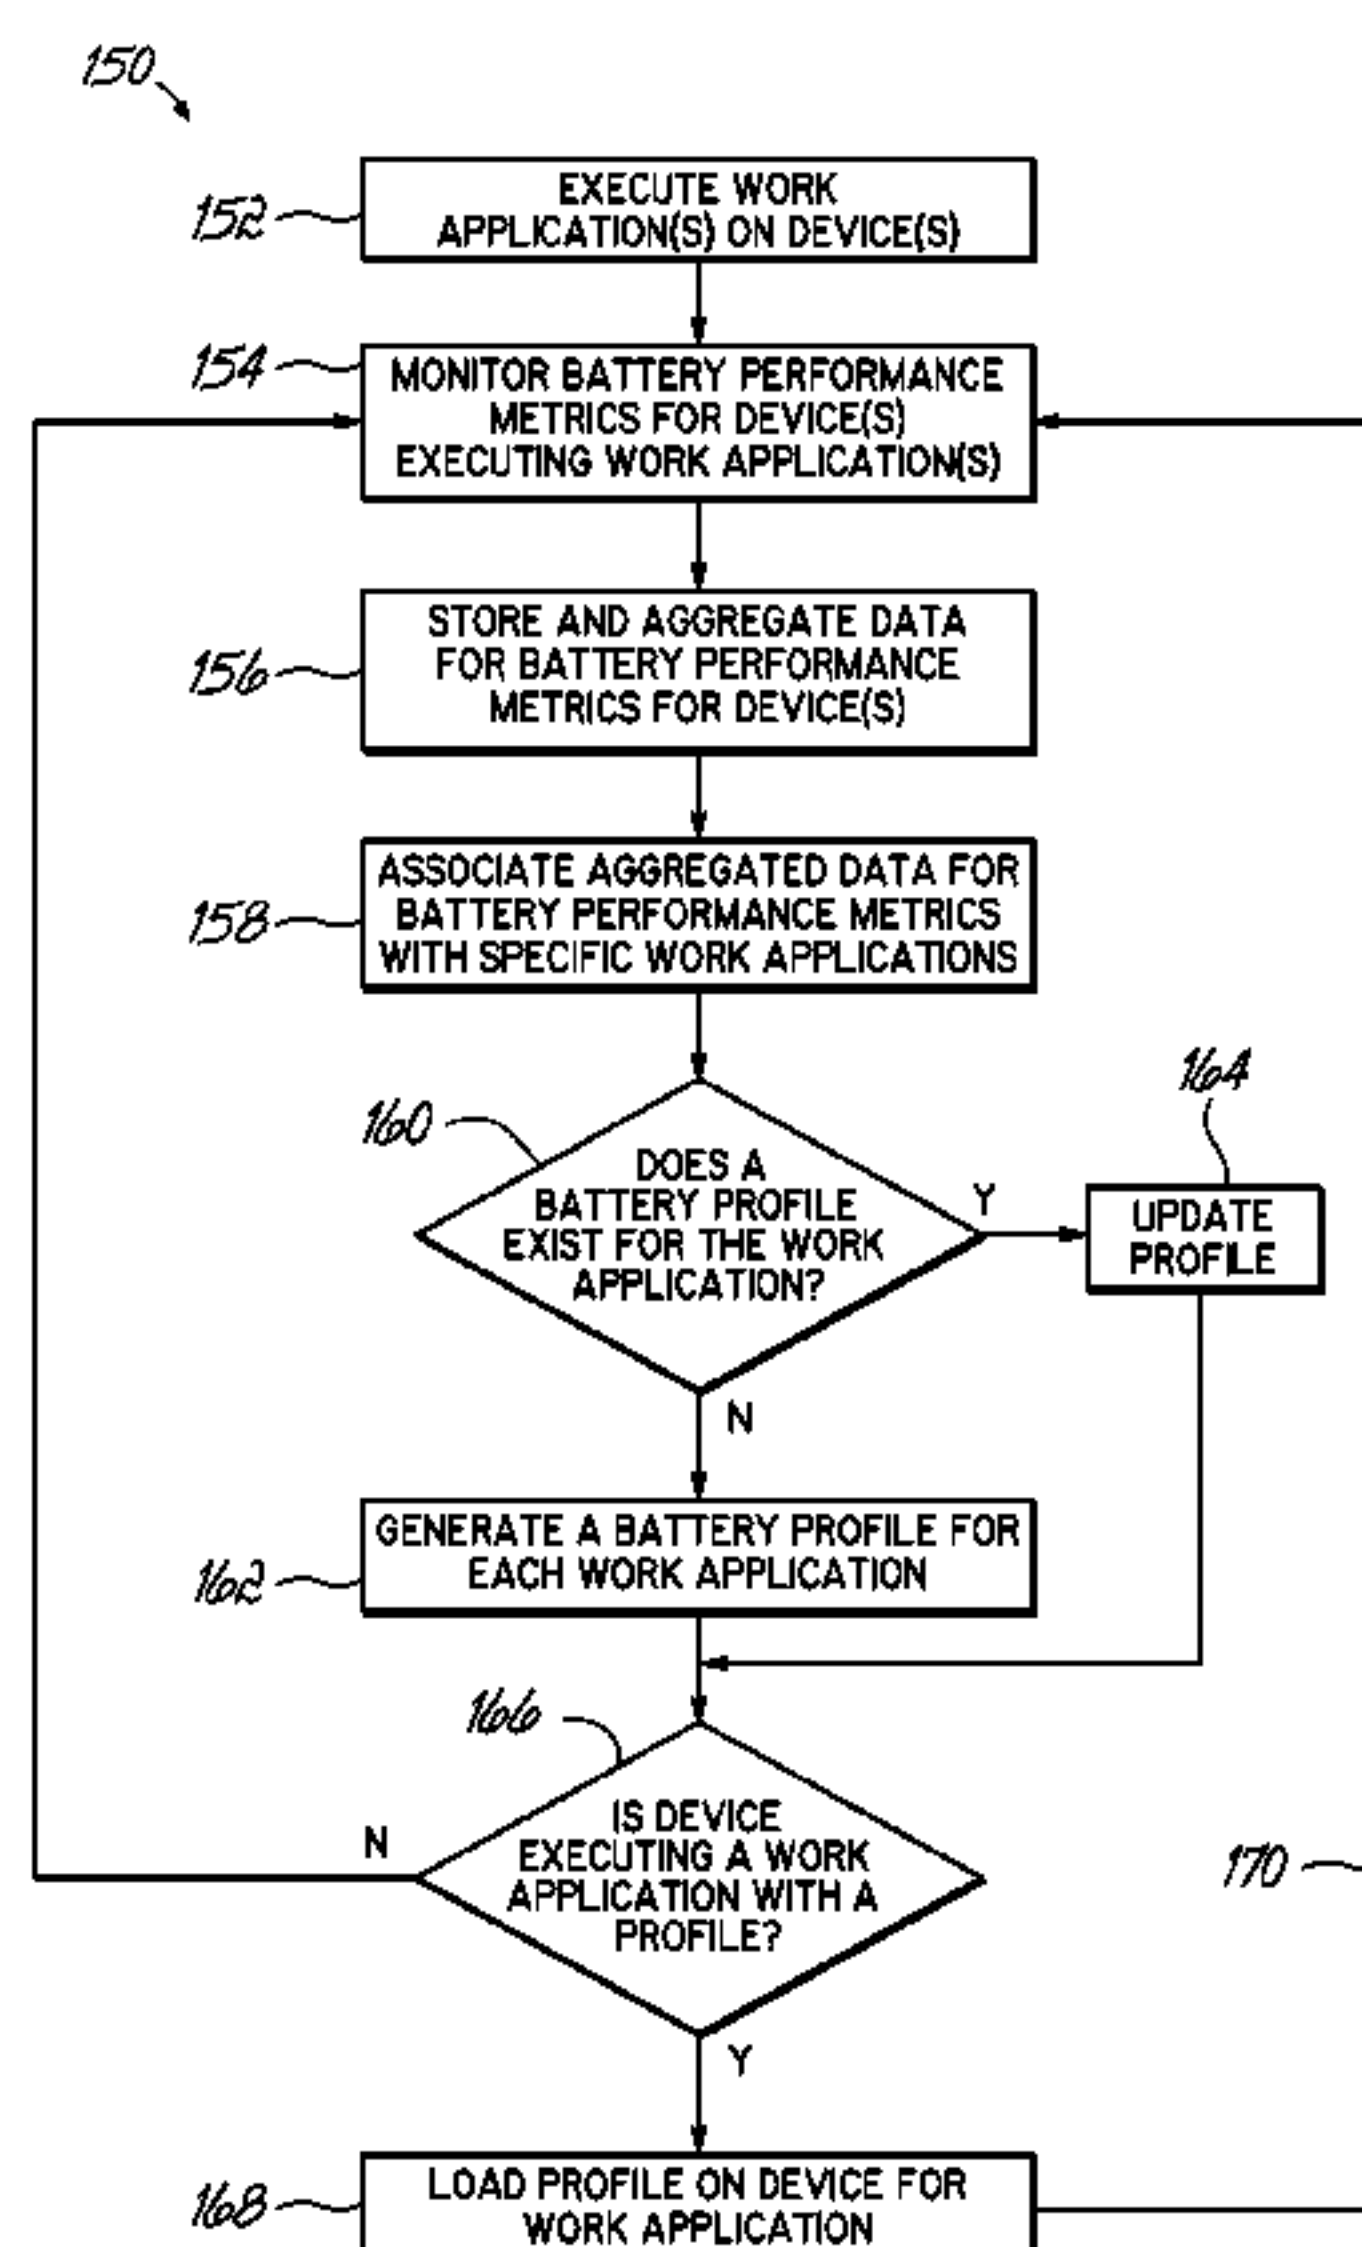 150
152
EXECUTE WORK
APPLICATION(S) ON DEVICE(S)
154
MONITOR BATTERY PERFORMANCE
METRICS FOR DEVICE(S)
EXECUTING WORK APPLICATION(S)
156
STORE AND AGGREGATE DATA
FOR BATTERY PERFORMANCE
METRICS FOR DEVICE(S)
158
ASSOCIATE AGGREGATED DATA FOR
BATTERY PERFORMANCE METRICS
WITH SPECIFIC WORK APPLICATIONS
160
DOES A
BATTERY PROFILE
EXIST FOR THE WORK
APPLICATION?
Y
164
UPDATE
PROFILE
N
162
GENERATE A BATTERY PROFILE FOR
EACH WORK APPLICATION
166
IS DEVICE
EXECUTING A WORK
APPLICATION WITH A
PROFILE?
N
170
Y
168
LOAD PROFILE ON DEVICE FOR
WORK APPLICATION